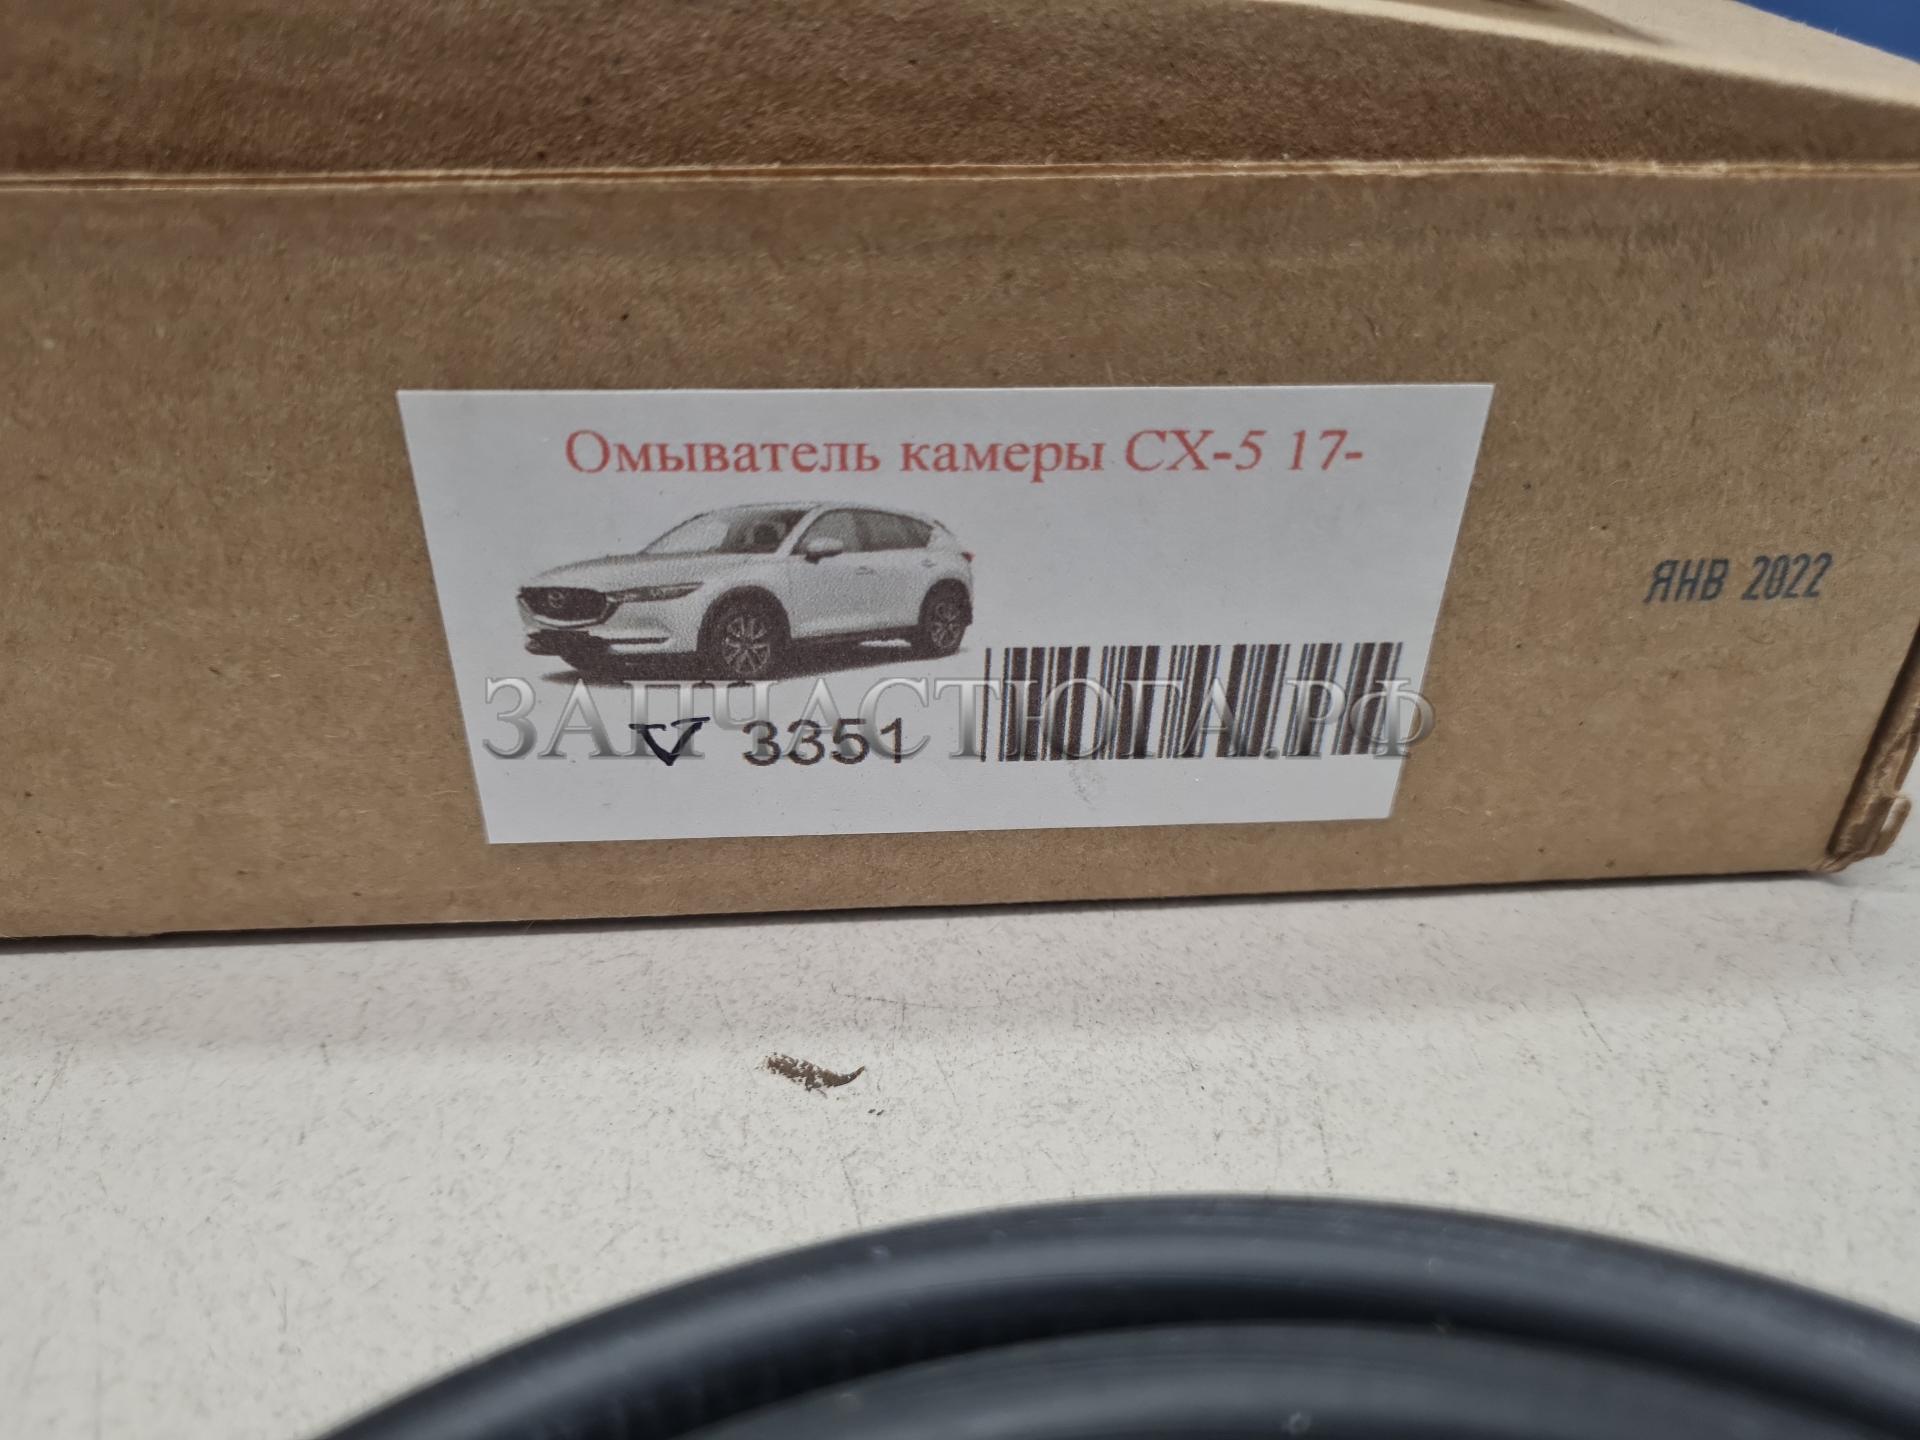 Омыватель камеры CX-5 17-
ЯНВ 2022
ЗАПЧАСТЮГА.РФ
V 3351